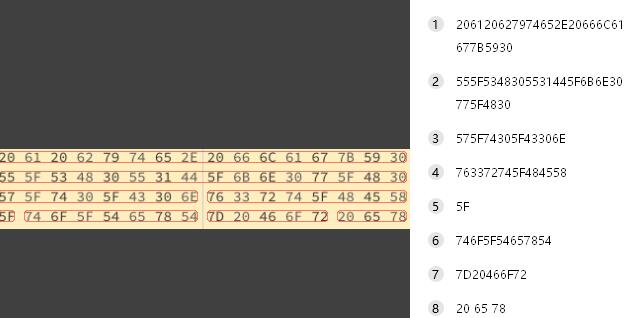 20 61 20 62 79 74 65 2E 20 66 6C 61 67 7B 59 30
55 5F 53 48 30 55 31 44 5F 6B 6E 30 77 5F 48 30
57 5F 74 30 5F 43 30 6E 76 33 72 74 5F 48 45 58
5F 74 6F 5F 54 65 78 54 7D 20 46 6F 72 20 65 78
1 206120627974652E20666C61
677B5930
2 555F5348305531445F6B6E30
775F4830
3 575F74305F43306E
4 763372745F484558
5 5F
6 746F5F54657854
7 7D20466F72
8 20 65 78